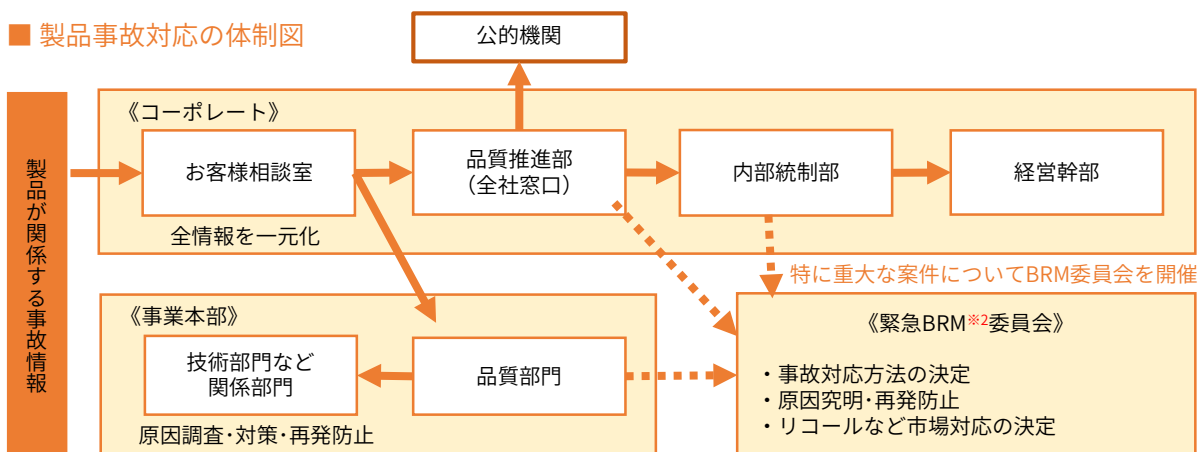 ■ 製品事故対応の体制図
公的機関
製品が関係する事故情報
《コーポレート》
お客様相談室
全情報を一元化
品質推進部
(全社窓口)
内部統制部
経営幹部
特に重大な案件についてBRM委員会を開催
《事業本部》
技術部門など
関係部門
品質部門
原因調査・対策・再発防止
《緊急BRM※2委員会》
・事故対応方法の決定
・原因究明・再発防止
・リコールなど市場対応の決定